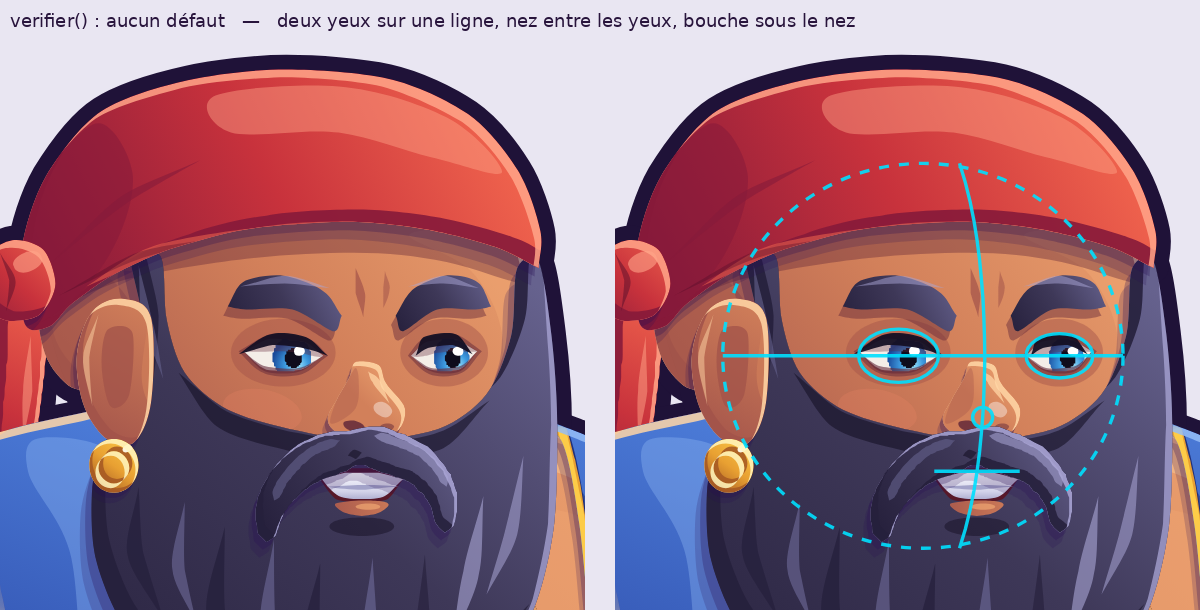 verifier() : aucun défaut — deux yeux sur une ligne, nez entre les yeux, bouche sous le nez